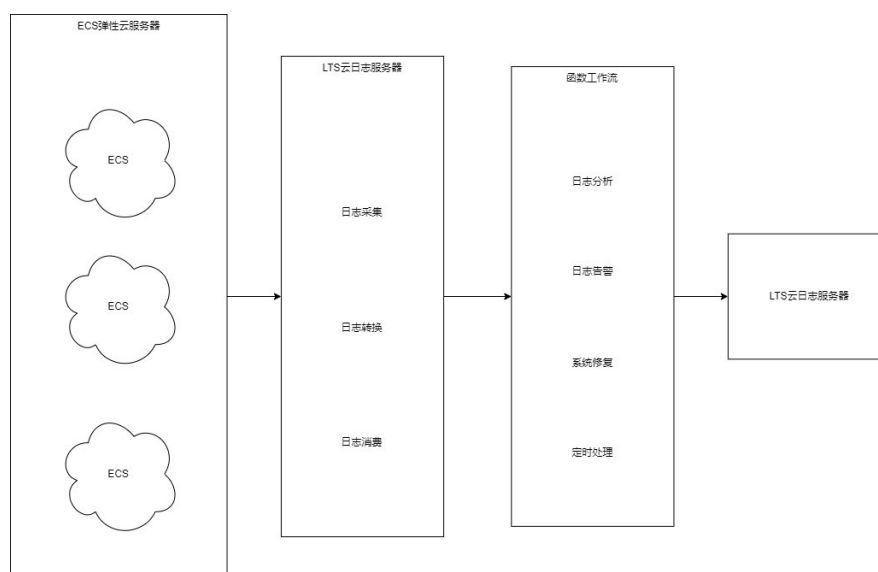 ECS弹性云服务器
ECS
ECS
ECS
LTS云日志服务器
日志采集
日志转换
日志消费
函数工作流
日志分析
日志告警
系统修复
定时处理
LTS云日志服务器